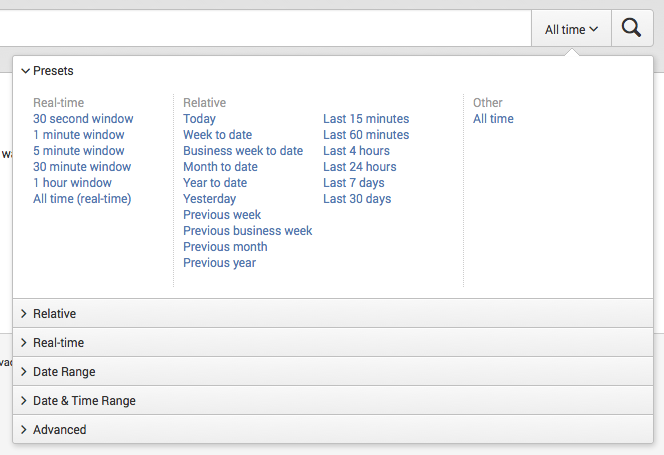 All time
Presets
Real-time
30 second window
1 minute window
5 minute window
30 minute window
1 hour window
All time (real-time)
Relative
Today
Week to date
Business week to date
Month to date
Year to date
Yesterday
Previous week
Previous business week
Previous month
Previous year
Last 15 minutes
Last 60 minutes
Last 4 hours
Last 24 hours
Last 7 days
Last 30 days
Other
All time
Relative
Real-time
Date Range
Date & Time Range
Advanced